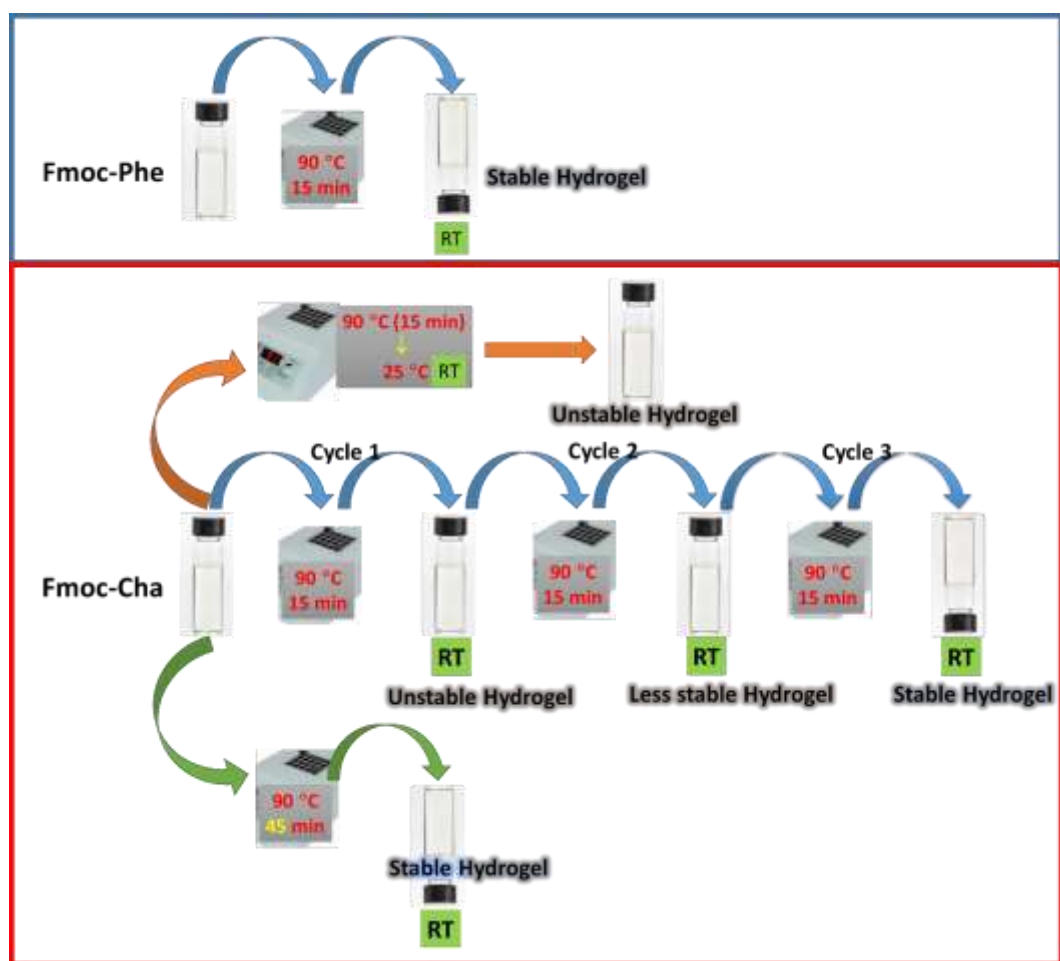 Fmoc-Phe
90 °C
15 min
Stable Hydrogel
RT
90 °C (15 min)
25 °C RT
Unstable Hydrogel
Cycle 1
Cycle 2
Cycle 3
Fmoc-Cha
90 °C
15 min
90 °C
15 min
90 °C
15 min
RT
RT
RT
Unstable Hydrogel
Less stable Hydrogel
Stable Hydrogel
90 °C
45 min
Stable Hydrogel
RT